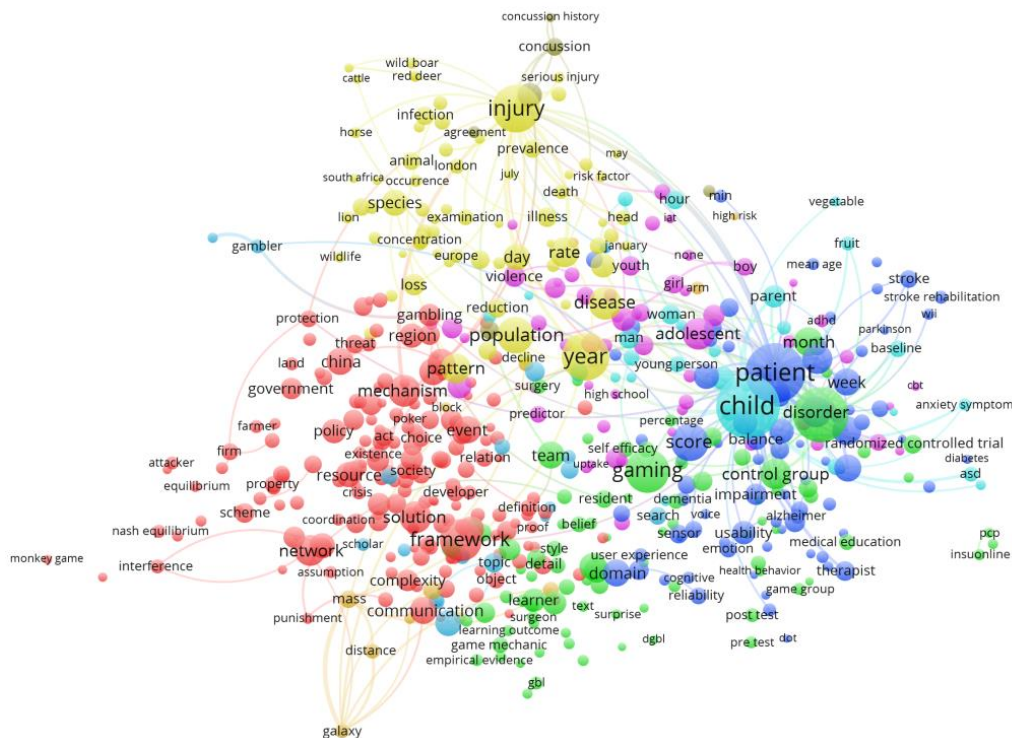 concussion history
concussion
wild boar
cattle
red deer
serious injury
injury
infection
horse
agreement
prevalence
may
animal
london
july
risk factor
south africa
occurrence
death
hour
min
vegetable
species
lion
examination
illness
head
iat
high risk
gambler
concentration
january
none
fruit
wildlife
europe
day
rate
youth
boy
mean age
violence
girl
arm
stroke
loss
disease
parent
stroke rehabilitation
reduction
woman
wii
protection
gambling
adhd
threat
region
population
man
adolescent
month
parkinson
land
china
decline
year
young person
baseline
government
mechanism
pattern
surgery
patient
week
cbt
block
high school
child
disorder
anxiety symptom
farmer
policy
poker
predictor
percentage
act
choice
event
self efficacy
score
balance
randomized controlled trial
firm
existence
relation
team
attacker
resource
society
uptake
gaming
control group
diabetes
asd
equilibrium
property
crisis
developer
resident
dementia
impairment
scheme
coordination
solution
definition
belief
search
voice
alzheimer
nash equilibrium
scholar
framework
proof
sensor
usability
pcp
network
style
user experience
emotion
medical education
insuonline
monkey game
interference
assumption
topic
detail
domain
cognitive
health behavior
therapist
complexity
object
reliability
game group
mass
learner
text
surprise
punishment
communication
surgeon
post test
learning outcome
distance
game mechanic
dgbl
pre test
dot
empirical evidence
gbl
galaxy